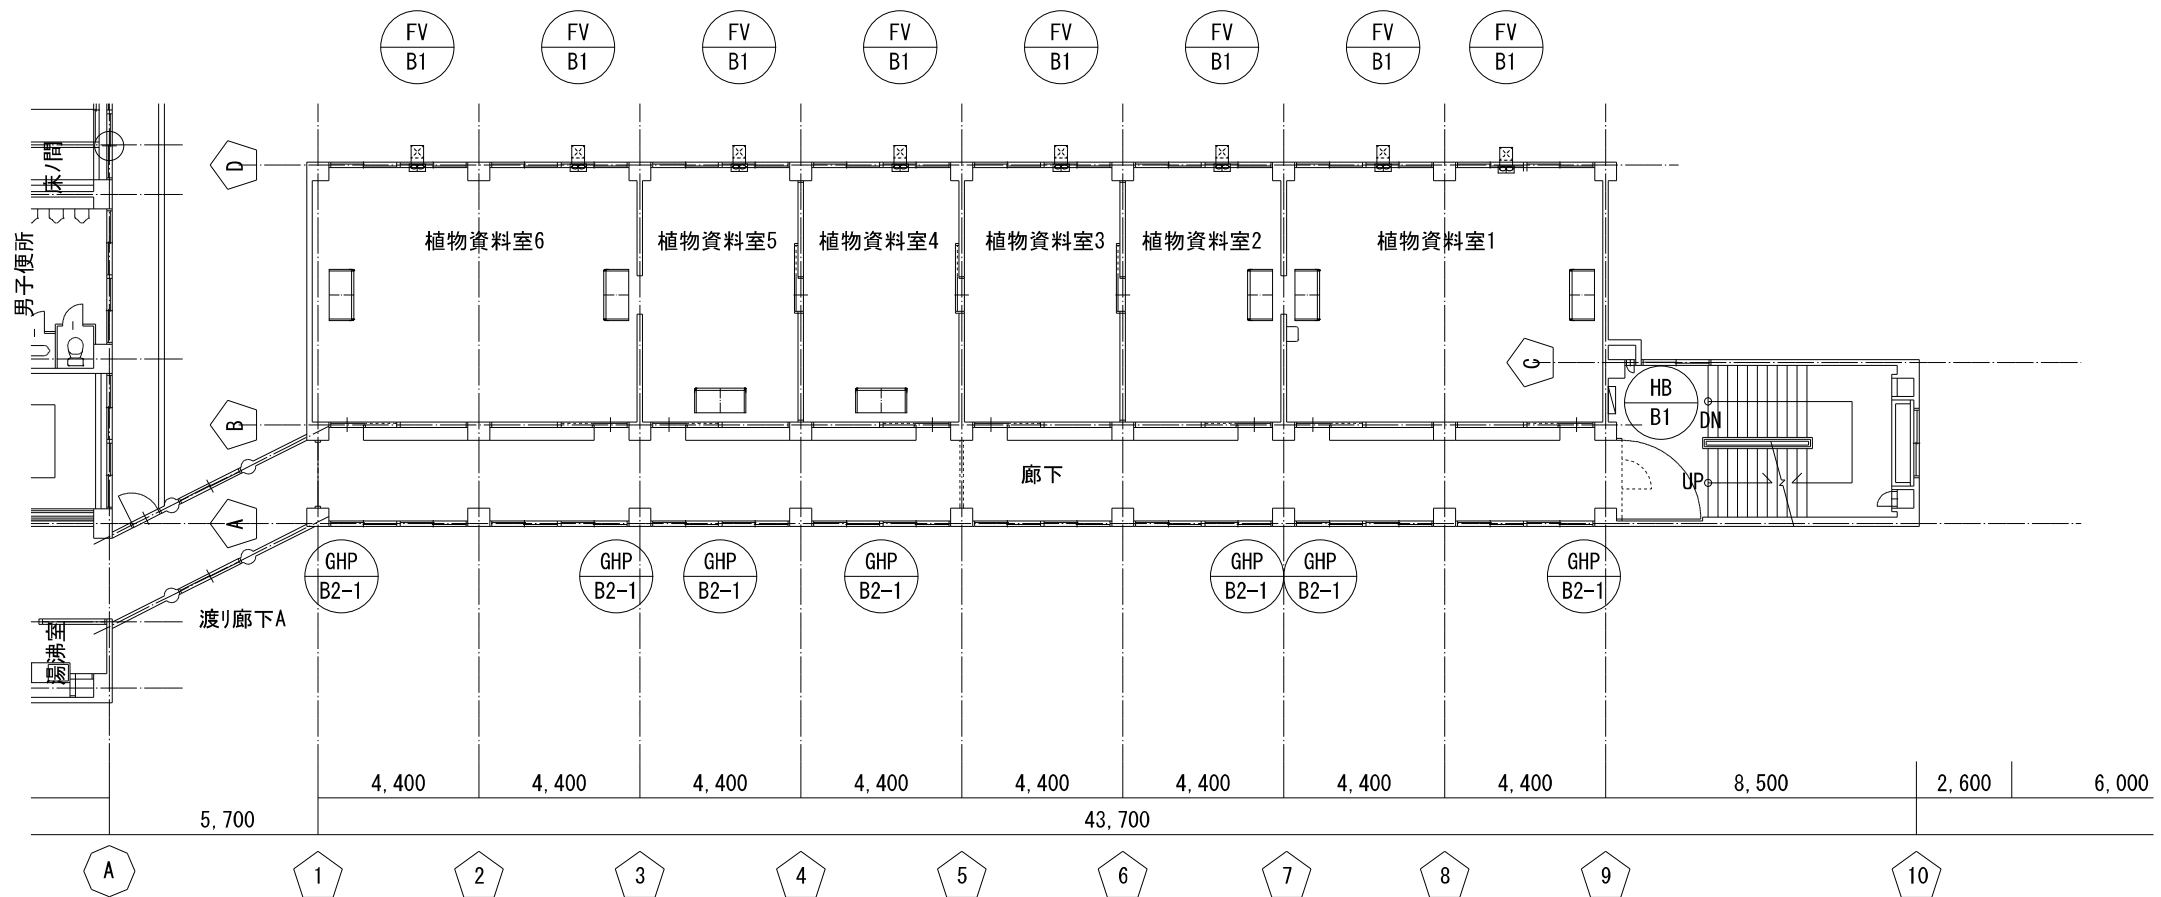 FV
B1
FV
B1
FV
B1
FV
B1
FV
B1
FV
B1
FV
B1
FV
B1
床ノ間
D
男子便所
植物資料室6
植物資料室5
植物資料室4
植物資料室3
植物資料室2
植物資料室1
C
HB
B1
DN
B
廊下
UP
A
GHP
B2-1
GHP
B2-1
GHP
B2-1
GHP
B2-1
GHP
B2-1
GHP
B2-1
GHP
B2-1
渡り廊下A
湯沸室
4,400
4,400
4,400
4,400
4,400
4,400
4,400
4,400
8,500
2,600
6,000
5,700
43,700
A
1
2
3
4
5
6
7
8
9
10